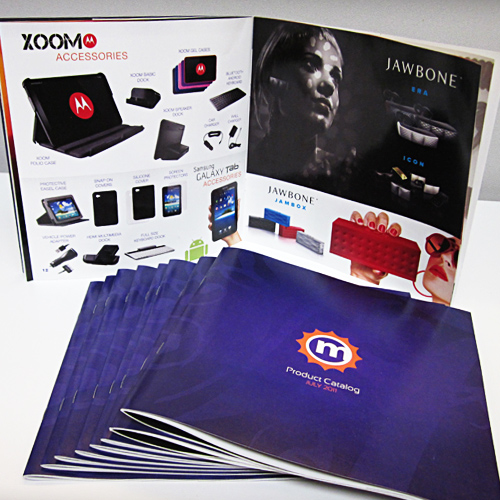 XOOM
ACCESSORIES
XOOM GEL CASES
XOOM BASIC
DOCK
BLUETOOTH
KEYBOARD
XOOM SPEAKER
DOCK
CAR
CHARGER
WALL
CHARGER
XOOM
FOLIO CASE
Samsung
GALAXY Tab
ACCESSORIES
PROTECTIVE
EASEL CASE
SNAP ON
COVERS
SILICONE
COVER
SCREEN
PROTECTORS
VEHICLE POWER
ADAPTER
HDMI MULTIMEDIA
DOCK
FULL SIZE
KEYBOARD DOCK
JAWBONE
ERA
ICON
JAWBONE
JAMBOX
m
Product Catalog
JULY 2011